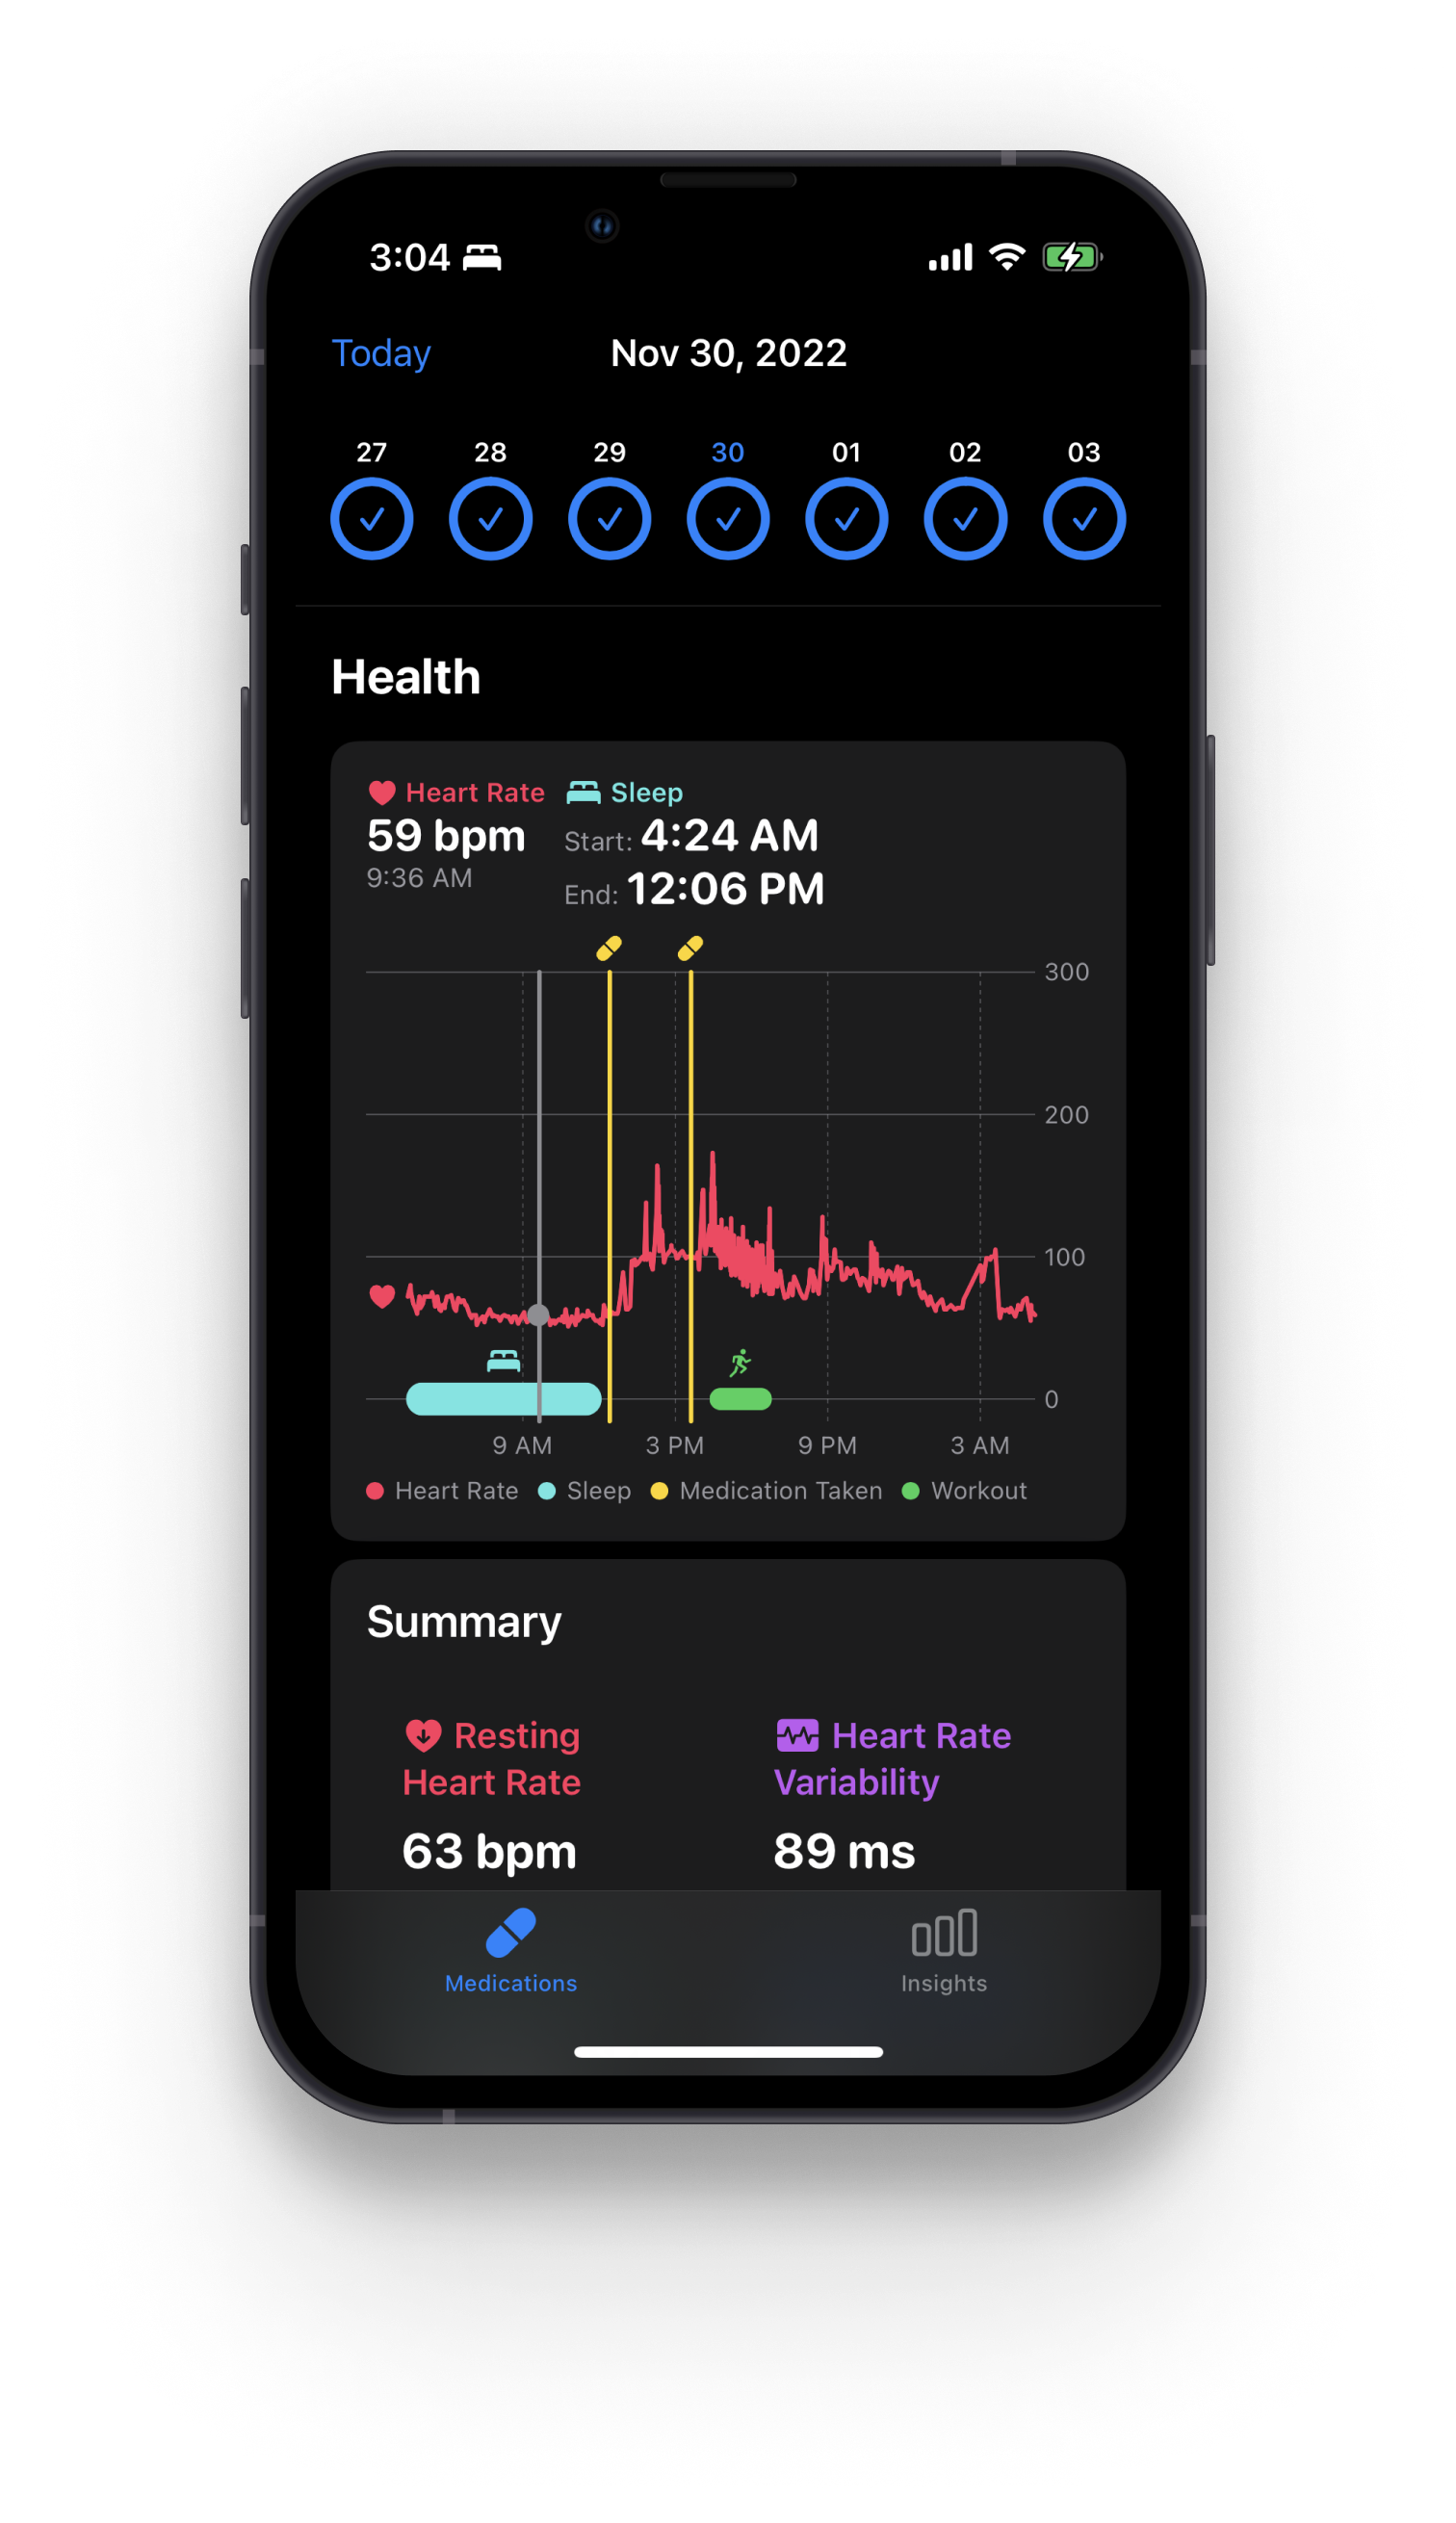 3:04
Today Nov 30, 2022
27 28 29 30 01 02 03
Health
Heart Rate Sleep
59 bpm Start: 4:24 AM
9:36 AM End: 12:06 PM
300
200
100
0
9 AM 3 PM 9 PM 3 AM
Heart Rate Sleep Medication Taken Workout
Summary
Resting Heart Rate
63 bpm
Heart Rate Variability
89 ms
Medications Insights